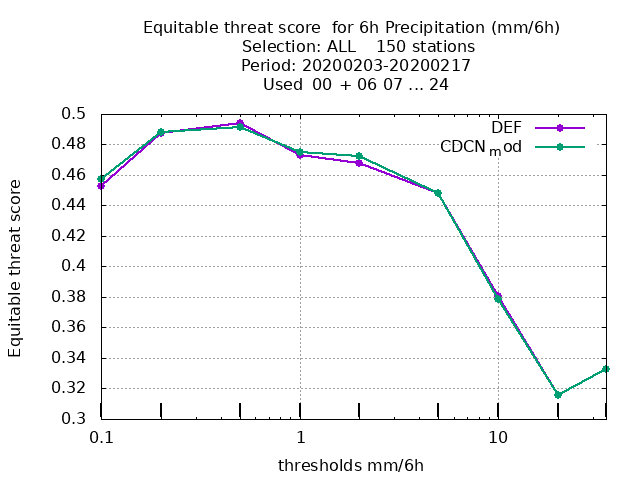 Equitable threat score  for 6h Precipitation (mm/6h)
Selection: ALL    150 stations
Period: 20200203-20200217
Used  00 + 06 07 ... 24
DEF
CDCN_mod
0.5
0.48
0.46
0.44
0.42
0.4
0.38
0.36
0.34
0.32
0.3
Equitable threat score
0.1
1
10
thresholds mm/6h